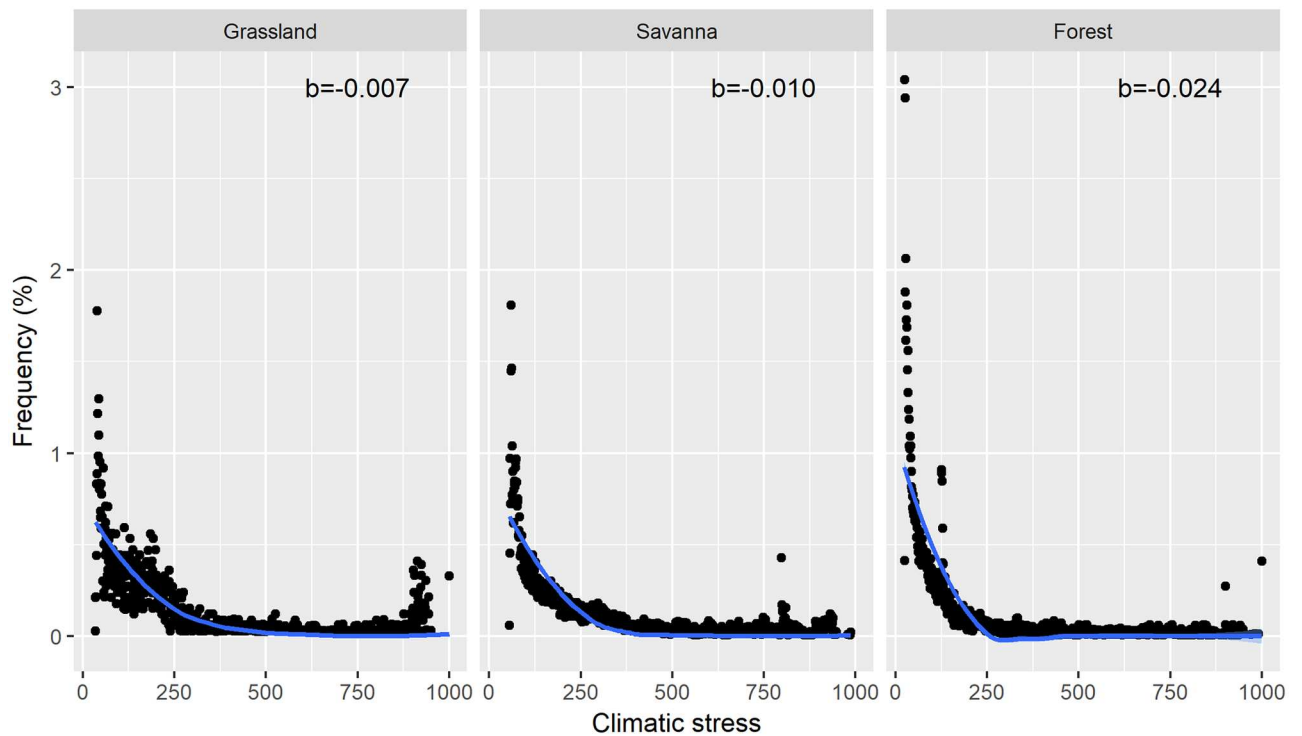 Grassland Savanna Forest
b=-0.007 b=-0.010 b=-0.024
3
2
1
0
Frequency (%)
0 250 500 750 1000 0 250 500 750 1000 0 250 500 750 1000
Climatic stress